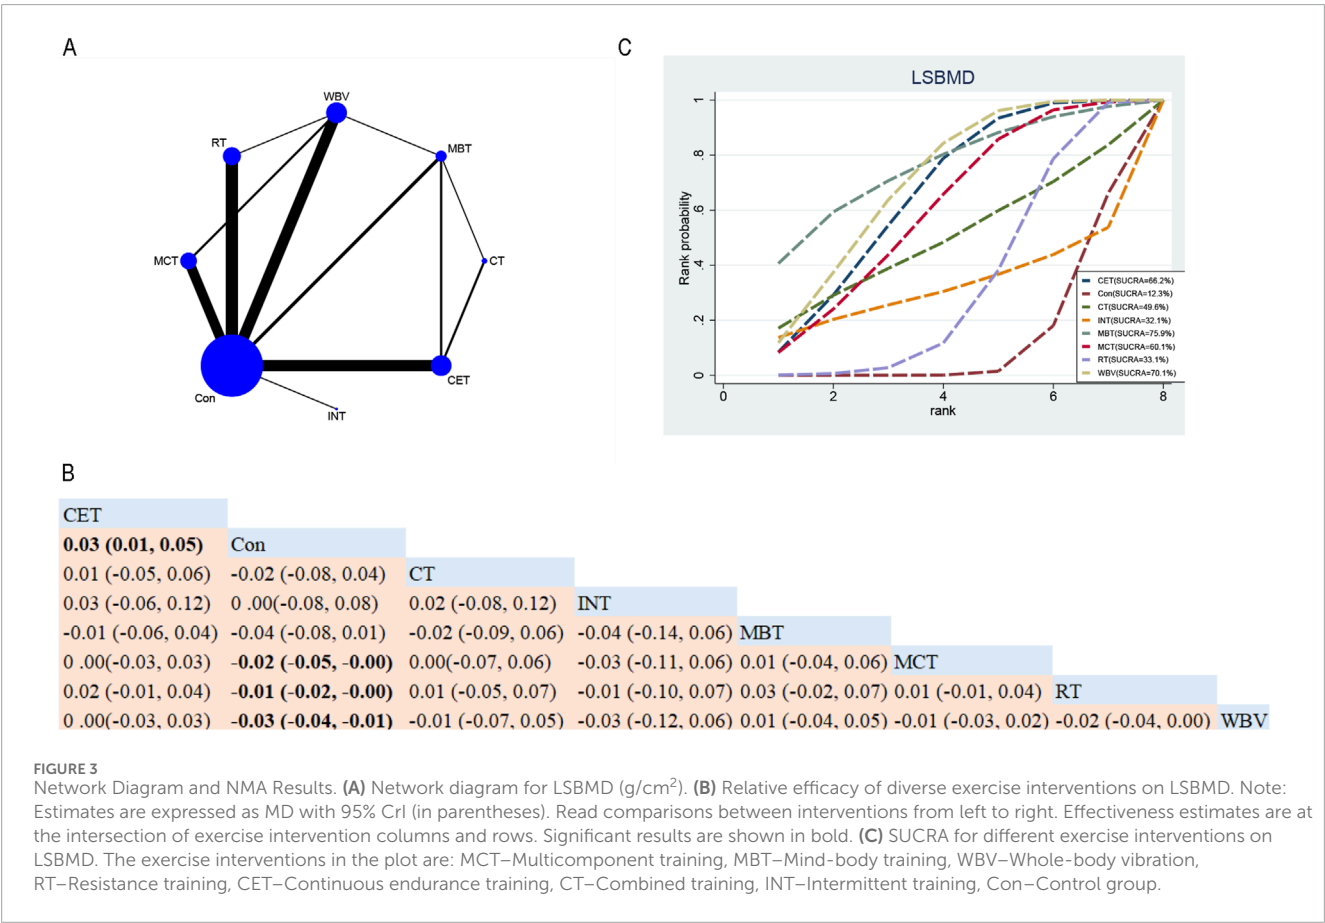 A
WBV
RT
MBT
MCT
CT
Con
CET
INT
C
LSBMD
Rank probability
1
.8
.6
.4
.2
0
0
2
4
6
8
rank
CET(SUCRA=66.2%)
Con(SUCRA=12.3%)
CT(SUCRA=49.6%)
INT(SUCRA=32.1%)
MBT(SUCRA=75.9%)
MCT(SUCRA=60.1%)
RT(SUCRA=33.1%)
WBV(SUCRA=70.1%)
B
CET
0.03 (0.01, 0.05) Con
0.01 (-0.05, 0.06) -0.02 (-0.08, 0.04) CT
0.03 (-0.06, 0.12) 0 .00(-0.08, 0.08) 0.02 (-0.08, 0.12) INT
-0.01 (-0.06, 0.04) -0.04 (-0.08, 0.01) -0.02 (-0.09, 0.06) -0.04 (-0.14, 0.06) MBT
0 .00(-0.03, 0.03) -0.02 (-0.05, -0.00) 0.00(-0.07, 0.06) -0.03 (-0.11, 0.06) 0.01 (-0.04, 0.06) MCT
0.02 (-0.01, 0.04) -0.01 (-0.02, -0.00) 0.01 (-0.05, 0.07) -0.01 (-0.10, 0.07) 0.03 (-0.02, 0.07) 0.01 (-0.01, 0.04) RT
0 .00(-0.03, 0.03) -0.03 (-0.04, -0.01) -0.01 (-0.07, 0.05) -0.03 (-0.12, 0.06) 0.01 (-0.04, 0.05) -0.01 (-0.03, 0.02) -0.02 (-0.04, 0.00) WBV
FIGURE 3
Network Diagram and NMA Results. (A) Network diagram for LSBMD (g/cm²). (B) Relative efficacy of diverse exercise interventions on LSBMD. Note:
Estimates are expressed as MD with 95% CrI (in parentheses). Read comparisons between interventions from left to right. Effectiveness estimates are at
the intersection of exercise intervention columns and rows. Significant results are shown in bold. (C) SUCRA for different exercise interventions on
LSBMD. The exercise interventions in the plot are: MCT–Multicomponent training, MBT–Mind-body training, WBV–Whole-body vibration,
RT–Resistance training, CET–Continuous endurance training, CT–Combined training, INT–Intermittent training, Con–Control group.